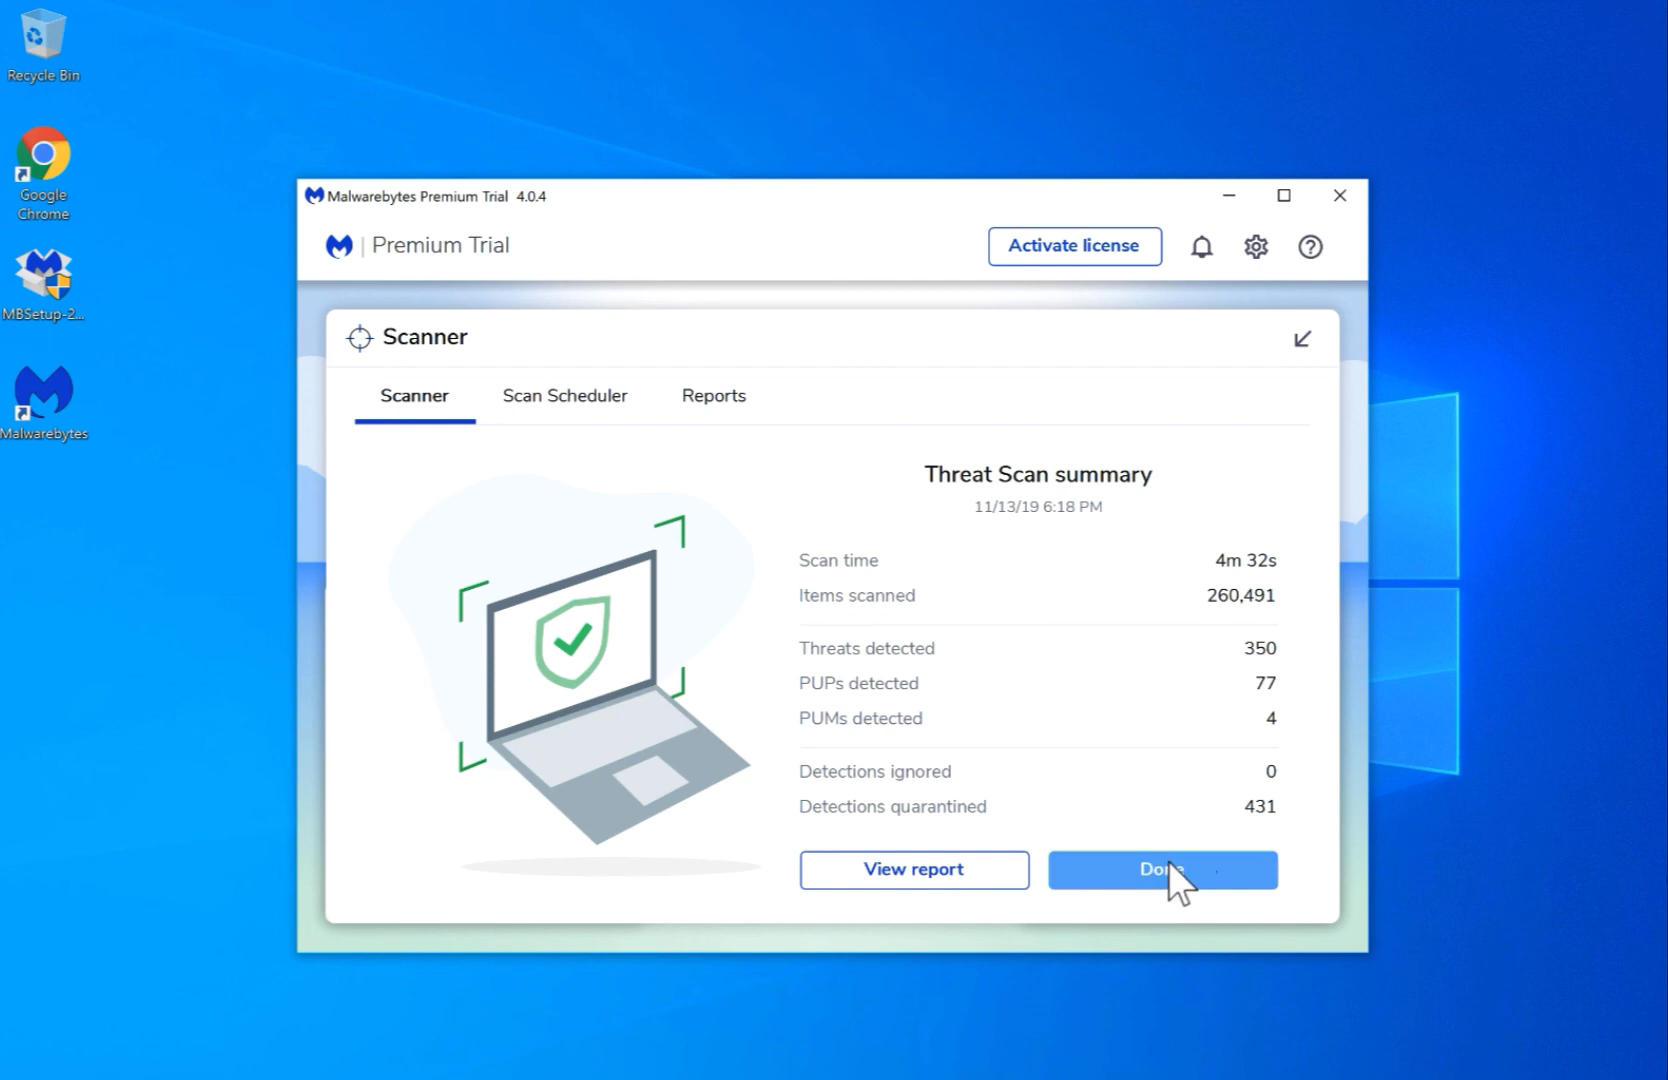 Recycle Bin
Google
Chrome
MBSetup-2...
Malwarebytes
Malwarebytes Premium Trial 4.0.4
Premium Trial
Activate license
Scanner
Scanner Scan Scheduler Reports
Threat Scan summary
11/13/19 6:18 PM
Scan time 4m 32s
Items scanned 260,491
Threats detected 350
PUPs detected 77
PUMs detected 4
Detections ignored 0
Detections quarantined 431
View report Done